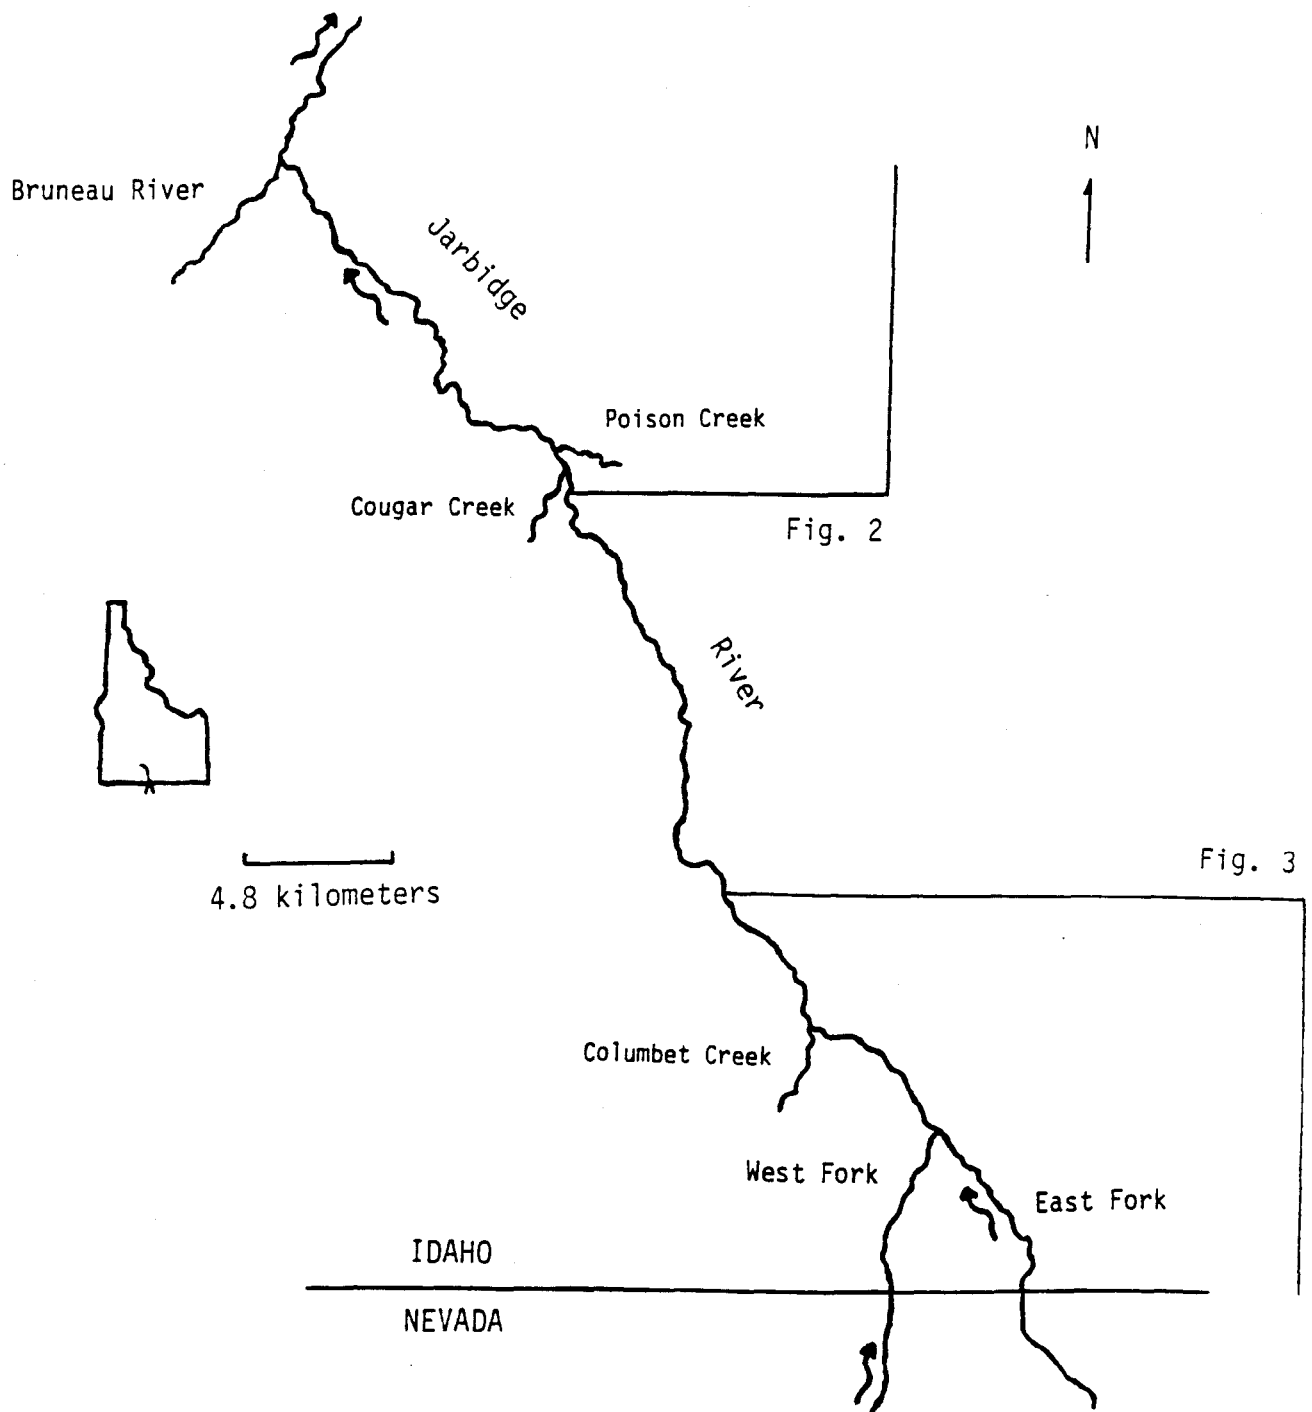 N
Bruneau River
Jarbidge
Poison Creek
Cougar Creek
Fig. 2
River
Fig. 3
4.8 kilometers
Columbet Creek
West Fork
East Fork
IDAHO
NEVADA